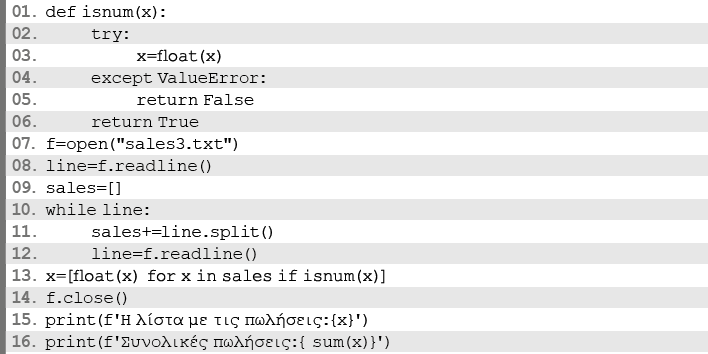 01. def isnum(x):
02. try:
03. x=float(x)
04. except ValueError:
05. return False
06. return True
07. f=open("sales3.txt")
08. line=f.readline()
09. sales=[]
10. while line:
11. sales+=line.split()
12. line=f.readline()
13. x=[float(x) for x in sales if isnum(x)]
14. f.close()
15. print(f'Η λίστα με τις πωλήσεις:{x}')
16. print(f'Συνολικές πωλήσεις:{ sum(x)}')